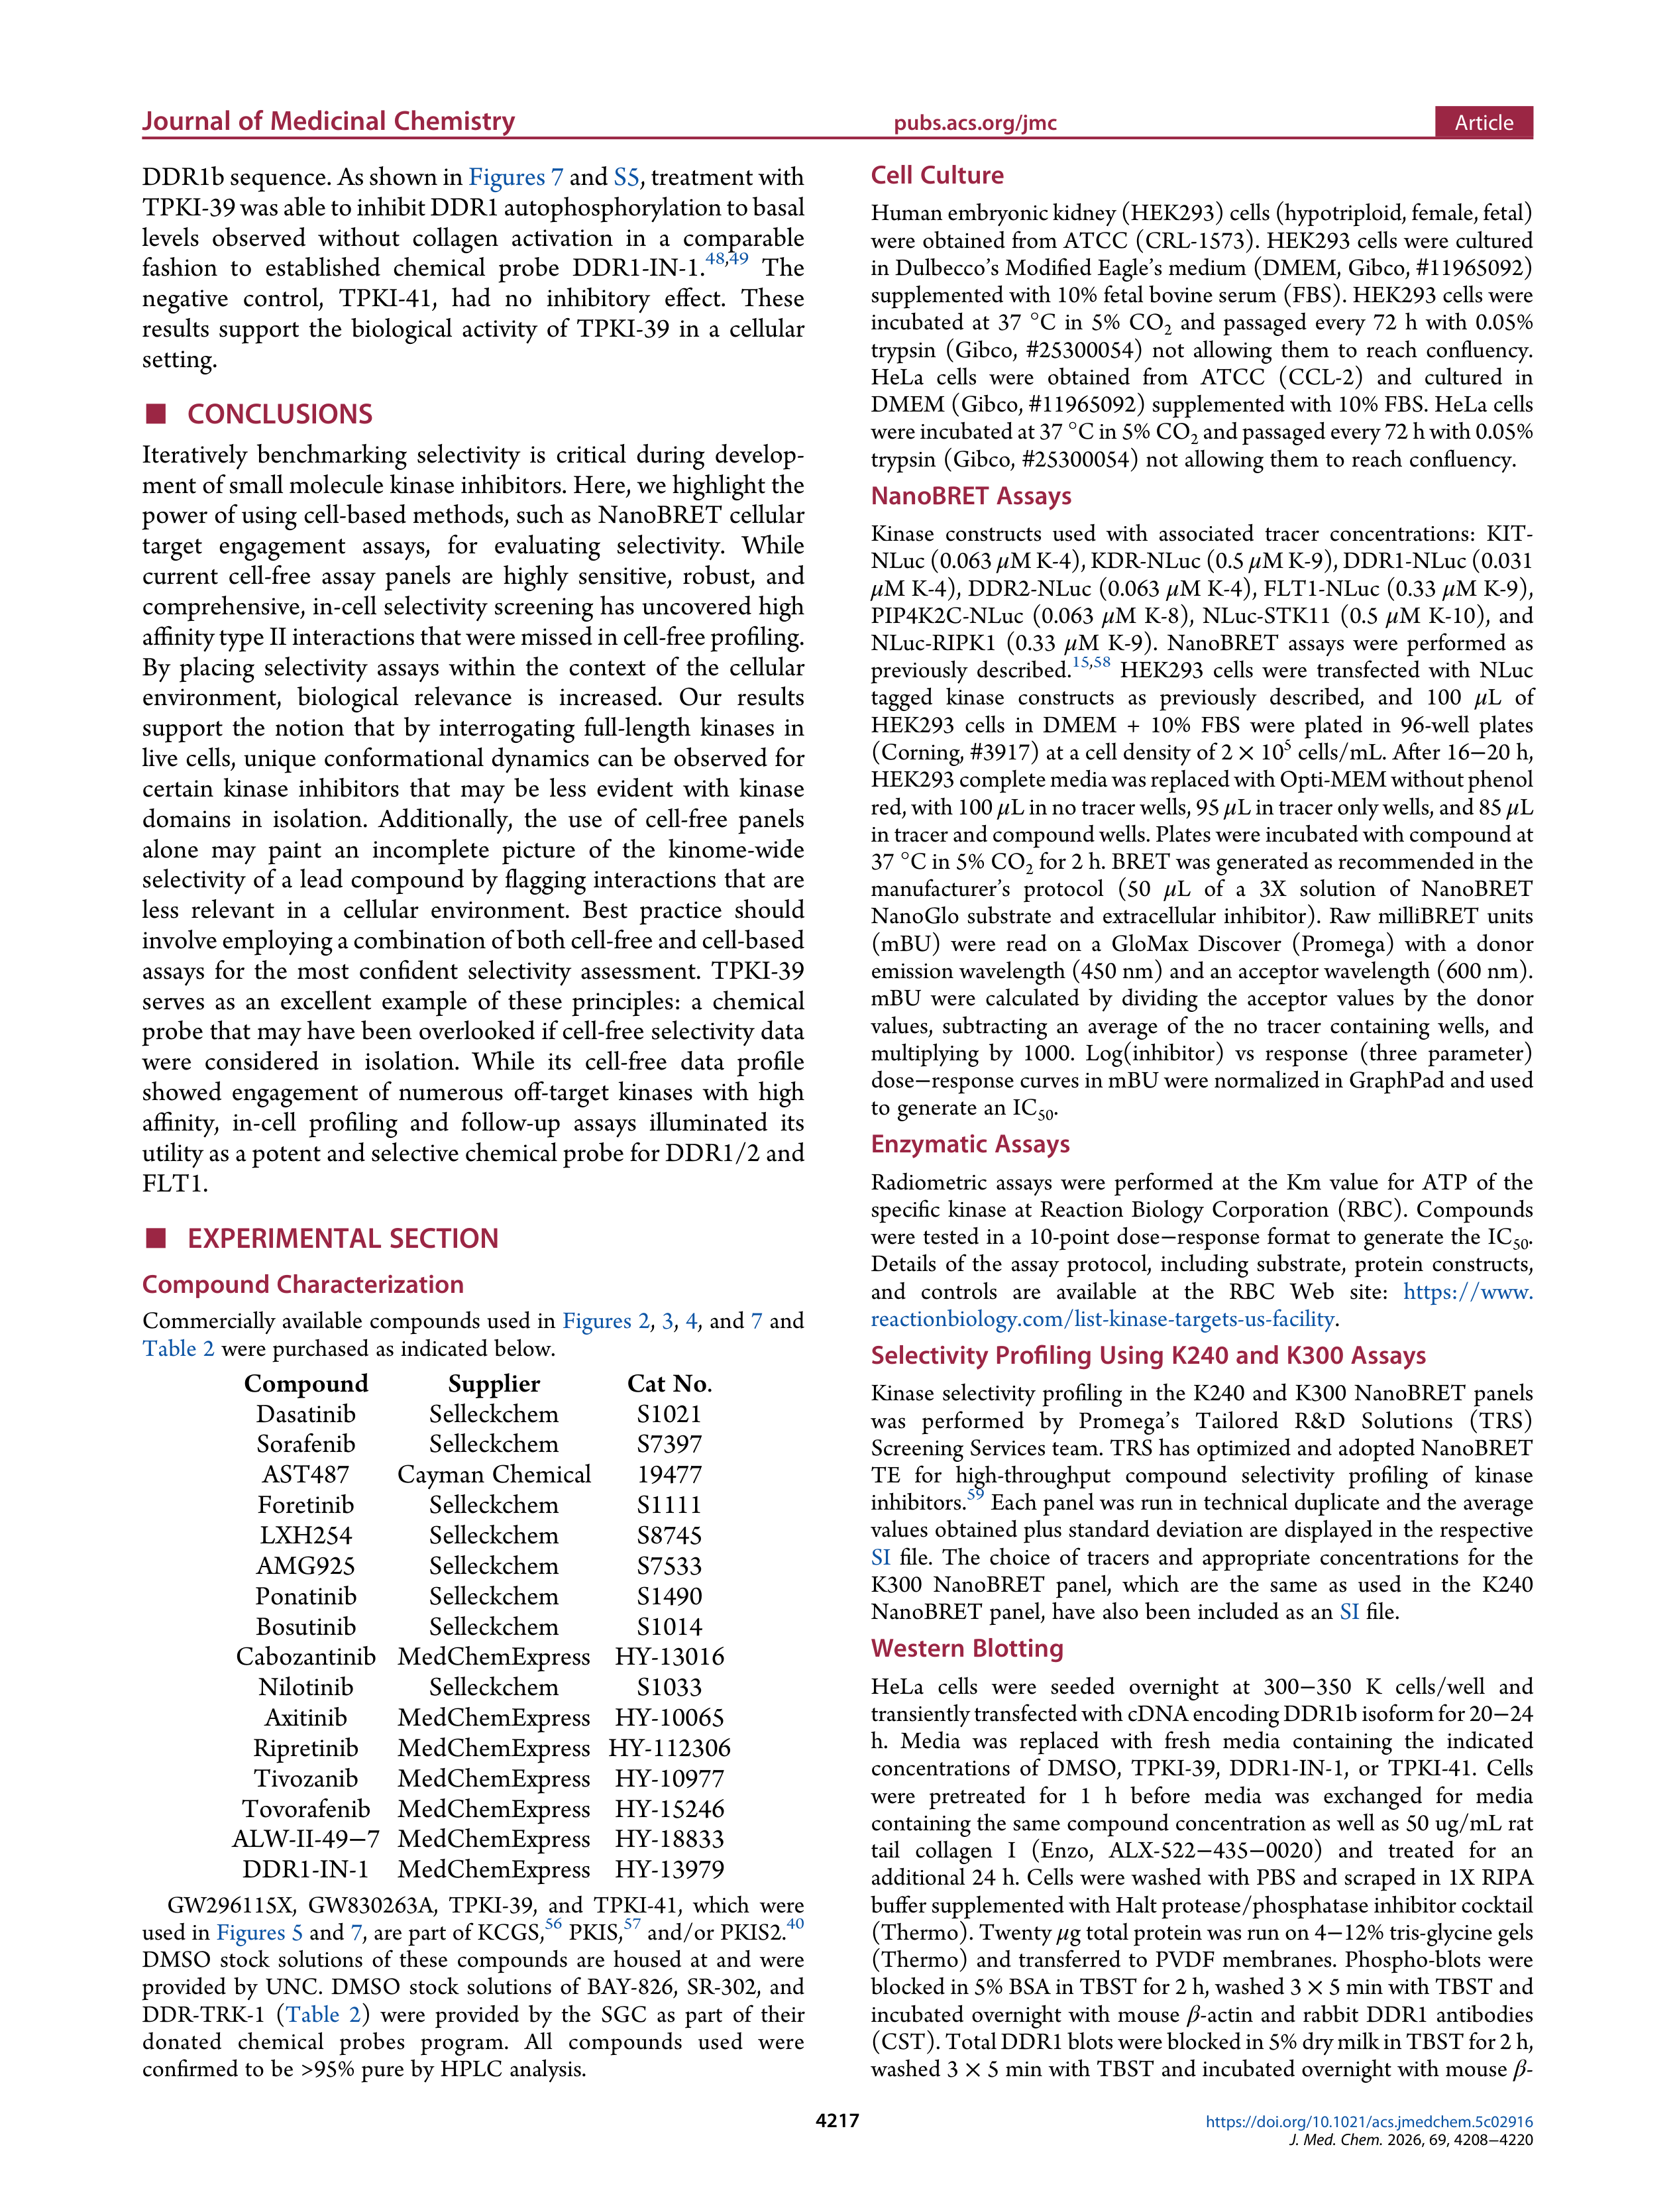 Journal of Medicinal Chemistry
pubs.acs.org/jmc
Article
DDR1b sequence. As shown in Figures 7 and S5, treatment with
TPKI-39 was able to inhibit DDR1 autophosphorylation to basal
levels observed without collagen activation in a comparable
fashion to established chemical probe DDR1-IN-1.48,49 The
negative control, TPKI-41, had no inhibitory effect. These
results support the biological activity of TPKI-39 in a cellular
setting.
■ CONCLUSIONS
Iteratively benchmarking selectivity is critical during develop-
ment of small molecule kinase inhibitors. Here, we highlight the
power of using cell-based methods, such as NanoBRET cellular
target engagement assays, for evaluating selectivity. While
current cell-free assay panels are highly sensitive, robust, and
comprehensive, in-cell selectivity screening has uncovered high
affinity type II interactions that were missed in cell-free profiling.
By placing selectivity assays within the context of the cellular
environment, biological relevance is increased. Our results
support the notion that by interrogating full-length kinases in
live cells, unique conformational dynamics can be observed for
certain kinase inhibitors that may be less evident with kinase
domains in isolation. Additionally, the use of cell-free panels
alone may paint an incomplete picture of the kinome-wide
selectivity of a lead compound by flagging interactions that are
less relevant in a cellular environment. Best practice should
involve employing a combination of both cell-free and cell-based
assays for the most confident selectivity assessment. TPKI-39
serves as an excellent example of these principles: a chemical
probe that may have been overlooked if cell-free selectivity data
were considered in isolation. While its cell-free data profile
showed engagement of numerous off-target kinases with high
affinity, in-cell profiling and follow-up assays illuminated its
utility as a potent and selective chemical probe for DDR1/2 and
FLT1.
■ EXPERIMENTAL SECTION
Compound Characterization
Commercially available compounds used in Figures 2, 3, 4, and 7 and
Table 2 were purchased as indicated below.
Compound Supplier Cat No.
Dasatinib Selleckchem S1021
Sorafenib Selleckchem S7397
AST487 Cayman Chemical 19477
Foretinib Selleckchem S1111
LXH254 Selleckchem S8745
AMG925 Selleckchem S7533
Ponatinib Selleckchem S1490
Bosutinib Selleckchem S1014
Cabozantinib MedChemExpress HY-13016
Nilotinib Selleckchem S1033
Axitinib MedChemExpress HY-10065
Ripretinib MedChemExpress HY-112306
Tivozanib MedChemExpress HY-10977
Tovorafenib MedChemExpress HY-15246
ALW-II-49−7 MedChemExpress HY-18833
DDR1-IN-1 MedChemExpress HY-13979
GW296115X, GW830263A, TPKI-39, and TPKI-41, which were
used in Figures 5 and 7, are part of KCGS,56 PKIS,57 and/or PKIS2.40
DMSO stock solutions of these compounds are housed at and were
provided by UNC. DMSO stock solutions of BAY-826, SR-302, and
DDR-TRK-1 (Table 2) were provided by the SGC as part of their
donated chemical probes program. All compounds used were
confirmed to be >95% pure by HPLC analysis.
Cell Culture
Human embryonic kidney (HEK293) cells (hypotriploid, female, fetal)
were obtained from ATCC (CRL-1573). HEK293 cells were cultured
in Dulbecco's Modified Eagle's medium (DMEM, Gibco, #11965092)
supplemented with 10% fetal bovine serum (FBS). HEK293 cells were
incubated at 37 °C in 5% CO2 and passaged every 72 h with 0.05%
trypsin (Gibco, #25300054) not allowing them to reach confluency.
HeLa cells were obtained from ATCC (CCL-2) and cultured in
DMEM (Gibco, #11965092) supplemented with 10% FBS. HeLa cells
were incubated at 37 °C in 5% CO2 and passaged every 72 h with 0.05%
trypsin (Gibco, #25300054) not allowing them to reach confluency.
NanoBRET Assays
Kinase constructs used with associated tracer concentrations: KIT-
NLuc (0.063 μM K-4), KDR-NLuc (0.5 μM K-9), DDR1-NLuc (0.031
μM K-4), DDR2-NLuc (0.063 μM K-4), FLT1-NLuc (0.33 μM K-9),
PIP4K2C-NLuc (0.063 μM K-8), NLuc-STK11 (0.5 μM K-10), and
NLuc-RIPK1 (0.33 μM K-9). NanoBRET assays were performed as
previously described.15,58 HEK293 cells were transfected with NLuc
tagged kinase constructs as previously described, and 100 μL of
HEK293 cells in DMEM + 10% FBS were plated in 96-well plates
(Corning, #3917) at a cell density of 2 × 10⁵ cells/mL. After 16−20 h,
HEK293 complete media was replaced with Opti-MEM without phenol
red, with 100 μL in no tracer wells, 95 μL in tracer only wells, and 85 μL
in tracer and compound wells. Plates were incubated with compound at
37 °C in 5% CO2 for 2 h. BRET was generated as recommended in the
manufacturer's protocol (50 μL of a 3X solution of NanoBRET
NanoGlo substrate and extracellular inhibitor). Raw milliBRET units
(mBU) were read on a GloMax Discover (Promega) with a donor
emission wavelength (450 nm) and an acceptor wavelength (600 nm).
mBU were calculated by dividing the acceptor values by the donor
values, subtracting an average of the no tracer containing wells, and
multiplying by 1000. Log(inhibitor) vs response (three parameter)
dose−response curves in mBU were normalized in GraphPad and used
to generate an IC50.
Enzymatic Assays
Radiometric assays were performed at the Km value for ATP of the
specific kinase at Reaction Biology Corporation (RBC). Compounds
were tested in a 10-point dose−response format to generate the IC50.
Details of the assay protocol, including substrate, protein constructs,
and controls are available at the RBC Web site: https://www.
reactionbiology.com/list-kinase-targets-us-facility.
Selectivity Profiling Using K240 and K300 Assays
Kinase selectivity profiling in the K240 and K300 NanoBRET panels
was performed by Promega's Tailored R&D Solutions (TRS)
Screening Services team. TRS has optimized and adopted NanoBRET
TE for high-throughput compound selectivity profiling of kinase
inhibitors.59 Each panel was run in technical duplicate and the average
values obtained plus standard deviation are displayed in the respective
SI file. The choice of tracers and appropriate concentrations for the
K300 NanoBRET panel, which are the same as used in the K240
NanoBRET panel, have also been included as an SI file.
Western Blotting
HeLa cells were seeded overnight at 300−350 K cells/well and
transiently transfected with cDNA encoding DDR1b isoform for 20−24
h. Media was replaced with fresh media containing the indicated
concentrations of DMSO, TPKI-39, DDR1-IN-1, or TPKI-41. Cells
were pretreated for 1 h before media was exchanged for media
containing the same compound concentration as well as 50 ug/mL rat
tail collagen I (Enzo, ALX-522−435−0020) and treated for an
additional 24 h. Cells were washed with PBS and scraped in 1X RIPA
buffer supplemented with Halt protease/phosphatase inhibitor cocktail
(Thermo). Twenty μg total protein was run on 4−12% tris-glycine gels
(Thermo) and transferred to PVDF membranes. Phospho-blots were
blocked in 5% BSA in TBST for 2 h, washed 3 × 5 min with TBST and
incubated overnight with mouse β-actin and rabbit DDR1 antibodies
(CST). Total DDR1 blots were blocked in 5% dry milk in TBST for 2 h,
washed 3 × 5 min with TBST and incubated overnight with mouse β-
4217
https://doi.org/10.1021/acs.jmedchem.5c02916
J. Med. Chem. 2026, 69, 4208−4220